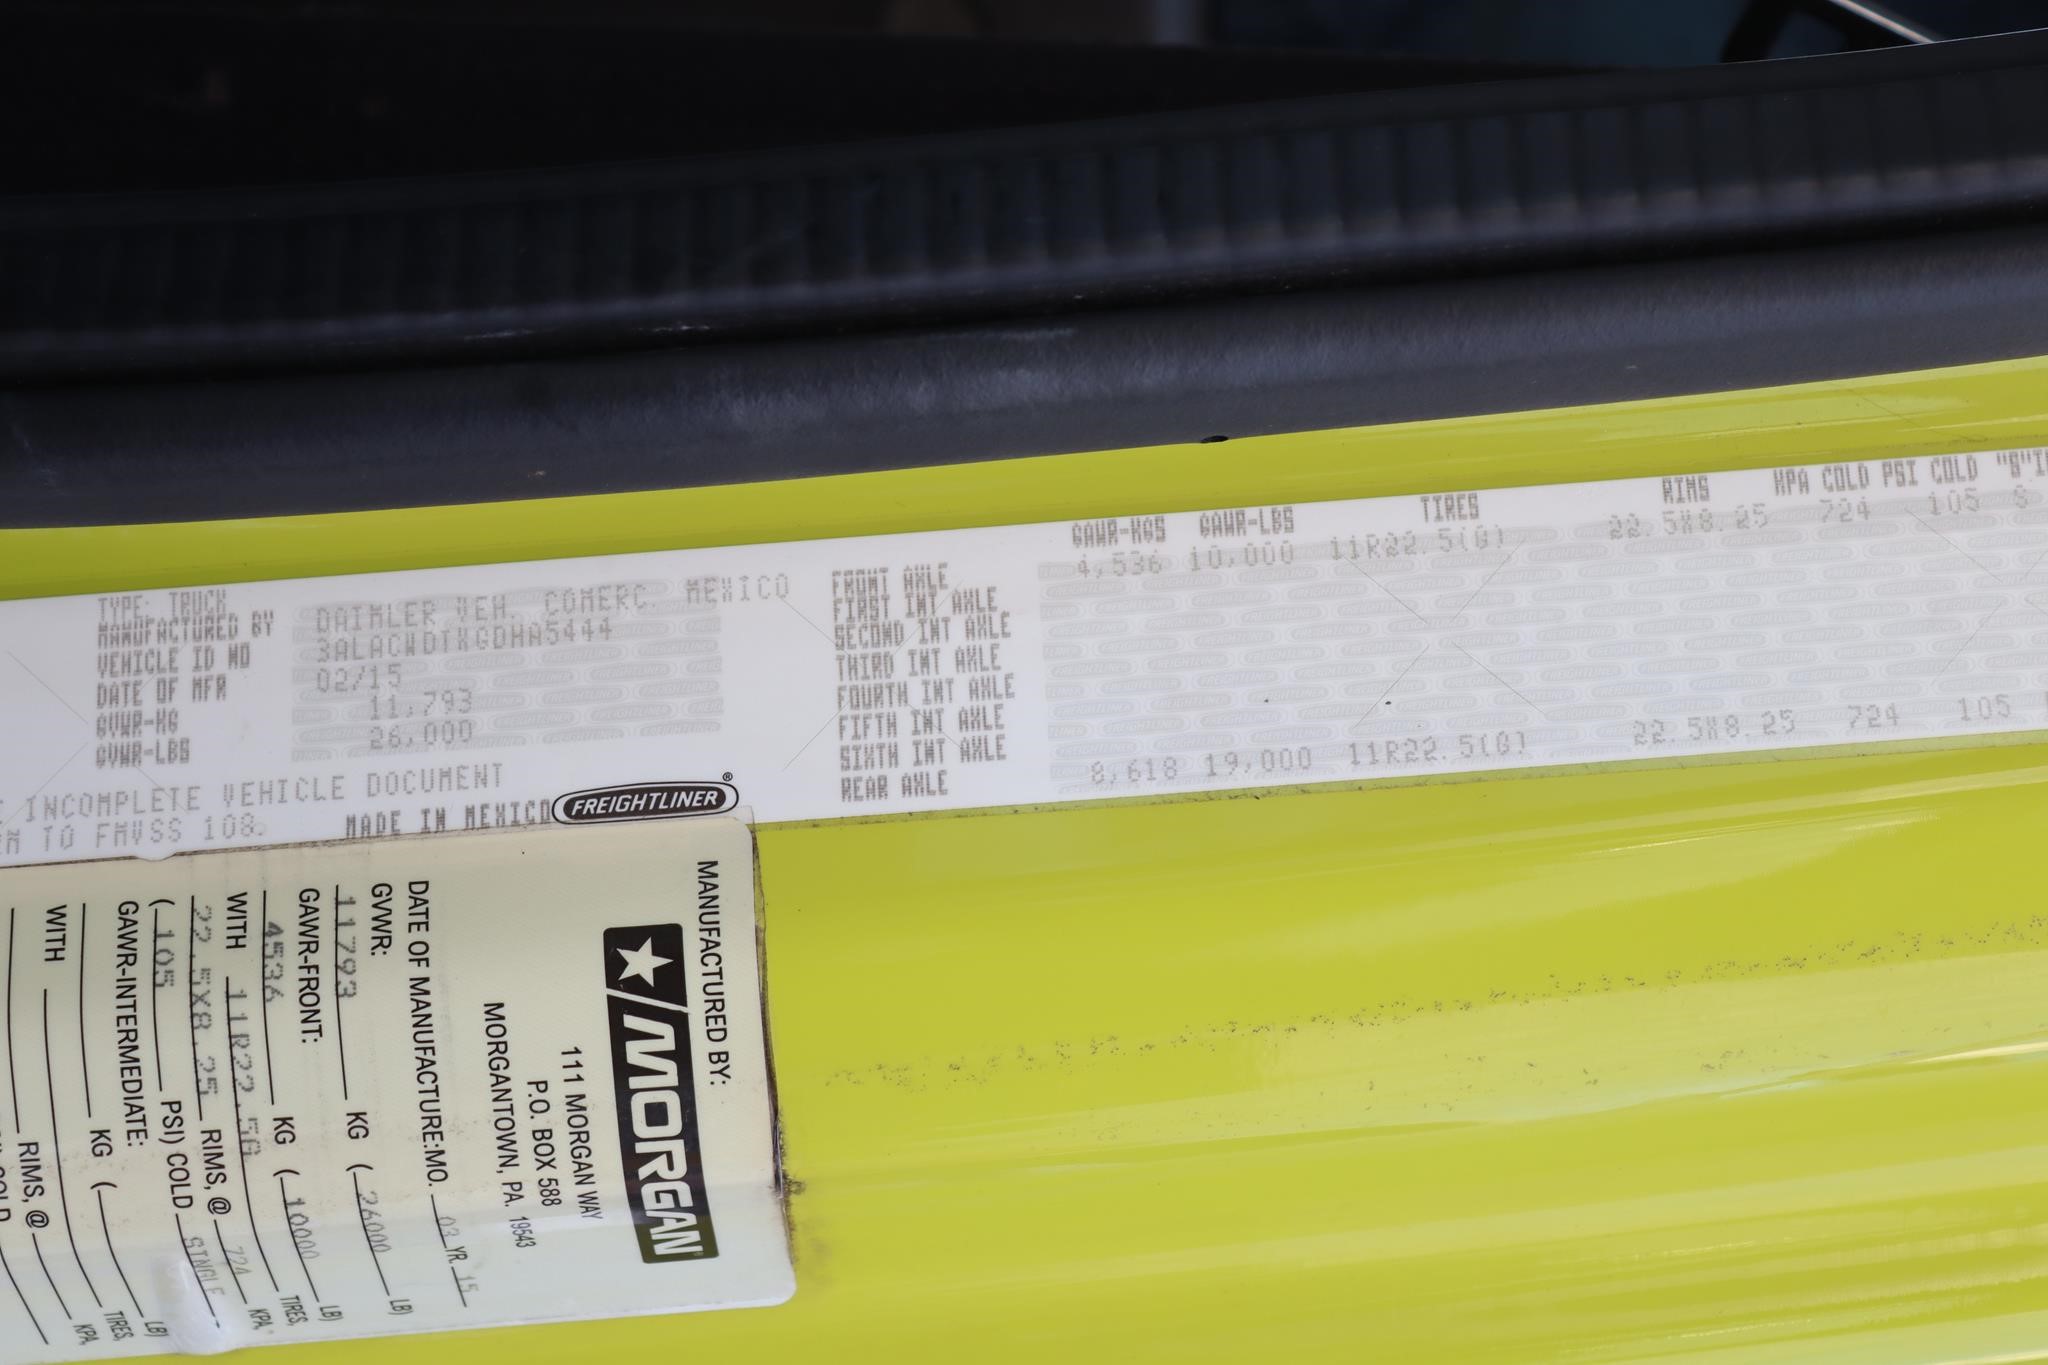 TYPE: TRUCK
MANUFACTURED BY DAIMLER VEH. COMERC. MEXICO
VEHICLE ID NO 3ALACWDTXGDHA5444
DATE OF MFR 02/15
GVWR-KG 11,793
GVWR-LBS 26,000
INCOMPLETE VEHICLE DOCUMENT
TO FMVSS 108.
MADE IN MEXICO FREIGHTLINER®
GAWR-KGS GAWR-LBS TIRES RIMS KPA COLD PSI COLD
FRONT AXLE 4,536 10,000 11R22.5(G) 22.5X8.25 724 105
FIRST INT AXLE
SECOND INT AXLE
THIRD INT AXLE
FOURTH INT AXLE
FIFTH INT AXLE
SIXTH INT AXLE
REAR AXLE 8,618 19,000 11R22.5(G) 22.5X8.25 724 105
MANUFACTURED BY:
MORGAN
111 MORGAN WAY
P.O. BOX 588
MORGANTOWN, PA. 19543
DATE OF MANUFACTURE:MO. 03 YR. 15
GVWR:
11793 KG ( 26000 LB)
GAWR-FRONT:
4536 KG ( 10000 LB)
WITH 11R22.5G TIRES,
22.5X8.25 RIMS, @ 724 KPA,
( 105 PSI) COLD SINGLE
GAWR-INTERMEDIATE:
KG ( LB)
WITH TIRES,
RIMS, @ KPA